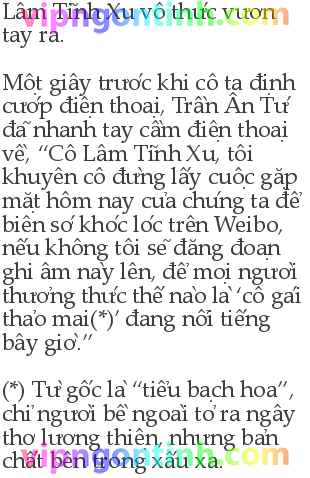 Lâm Tĩnh Xu vô thức vươn
tay ra.
Một giây trước khi cô ta định
cướp điện thoại, Trần Ân Tứ
đã nhanh tay cầm điện thoại
về, “Cô Lâm Tĩnh Xu, tôi
khuyên cô đừng lấy cuộc gặp
mặt hôm nay của chúng ta để
biên sớ khóc lóc trên Weibo,
nếu không tôi sẽ đăng đoạn
ghi âm này lên, để mọi người
thưởng thức thế nào là ‘cô gái
thảo mai(*)’ đang nổi tiếng
bây giờ.”
(*) Từ gốc là “tiểu bạch hoa”,
chỉ người bề ngoài tỏ ra ngây
thơ lương thiện, nhưng bản
chất bên trong xấu xa.
vipngontinh.com
vipngontinh.com